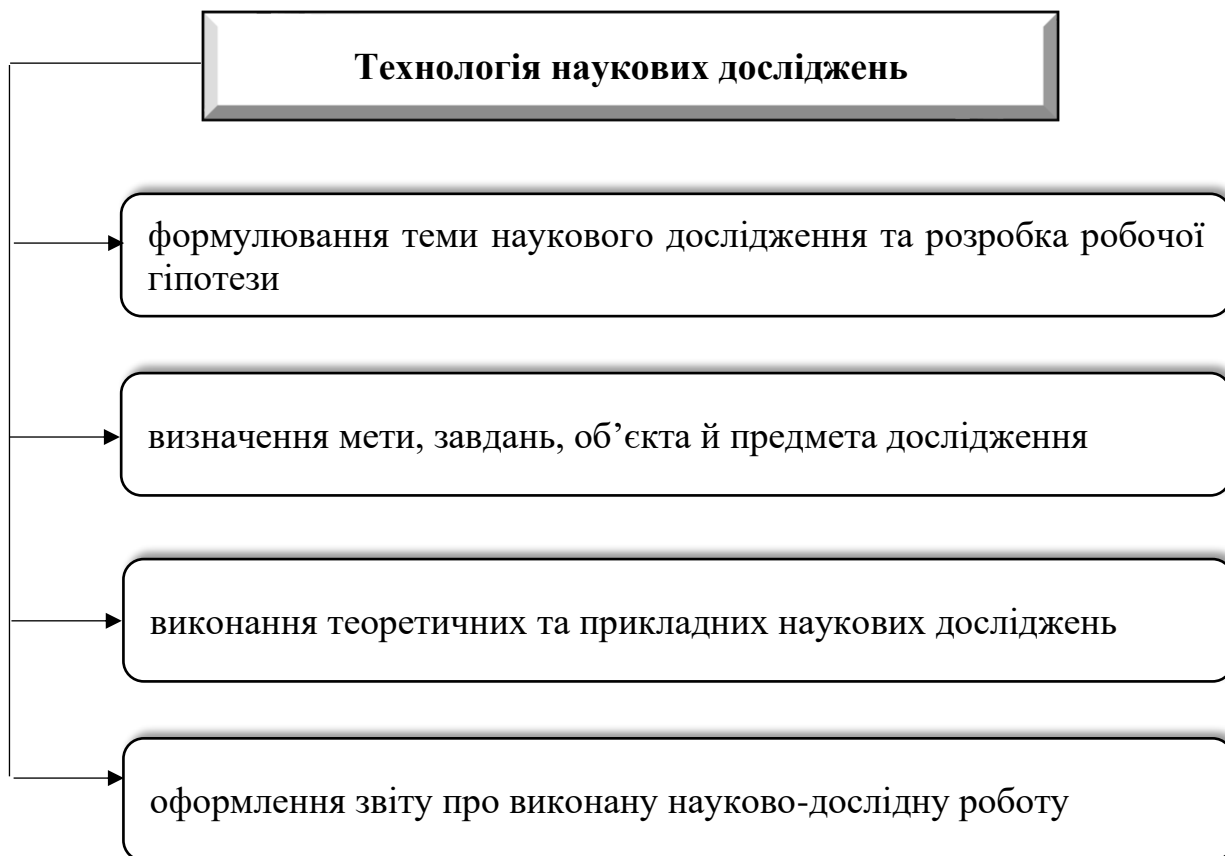 Технологія наукових досліджень
формулювання теми наукового дослідження та розробка робочої
гіпотези
визначення мети, завдань, об’єкта й предмета дослідження
виконання теоретичних та прикладних наукових досліджень
оформлення звіту про виконану науково-дослідну роботу